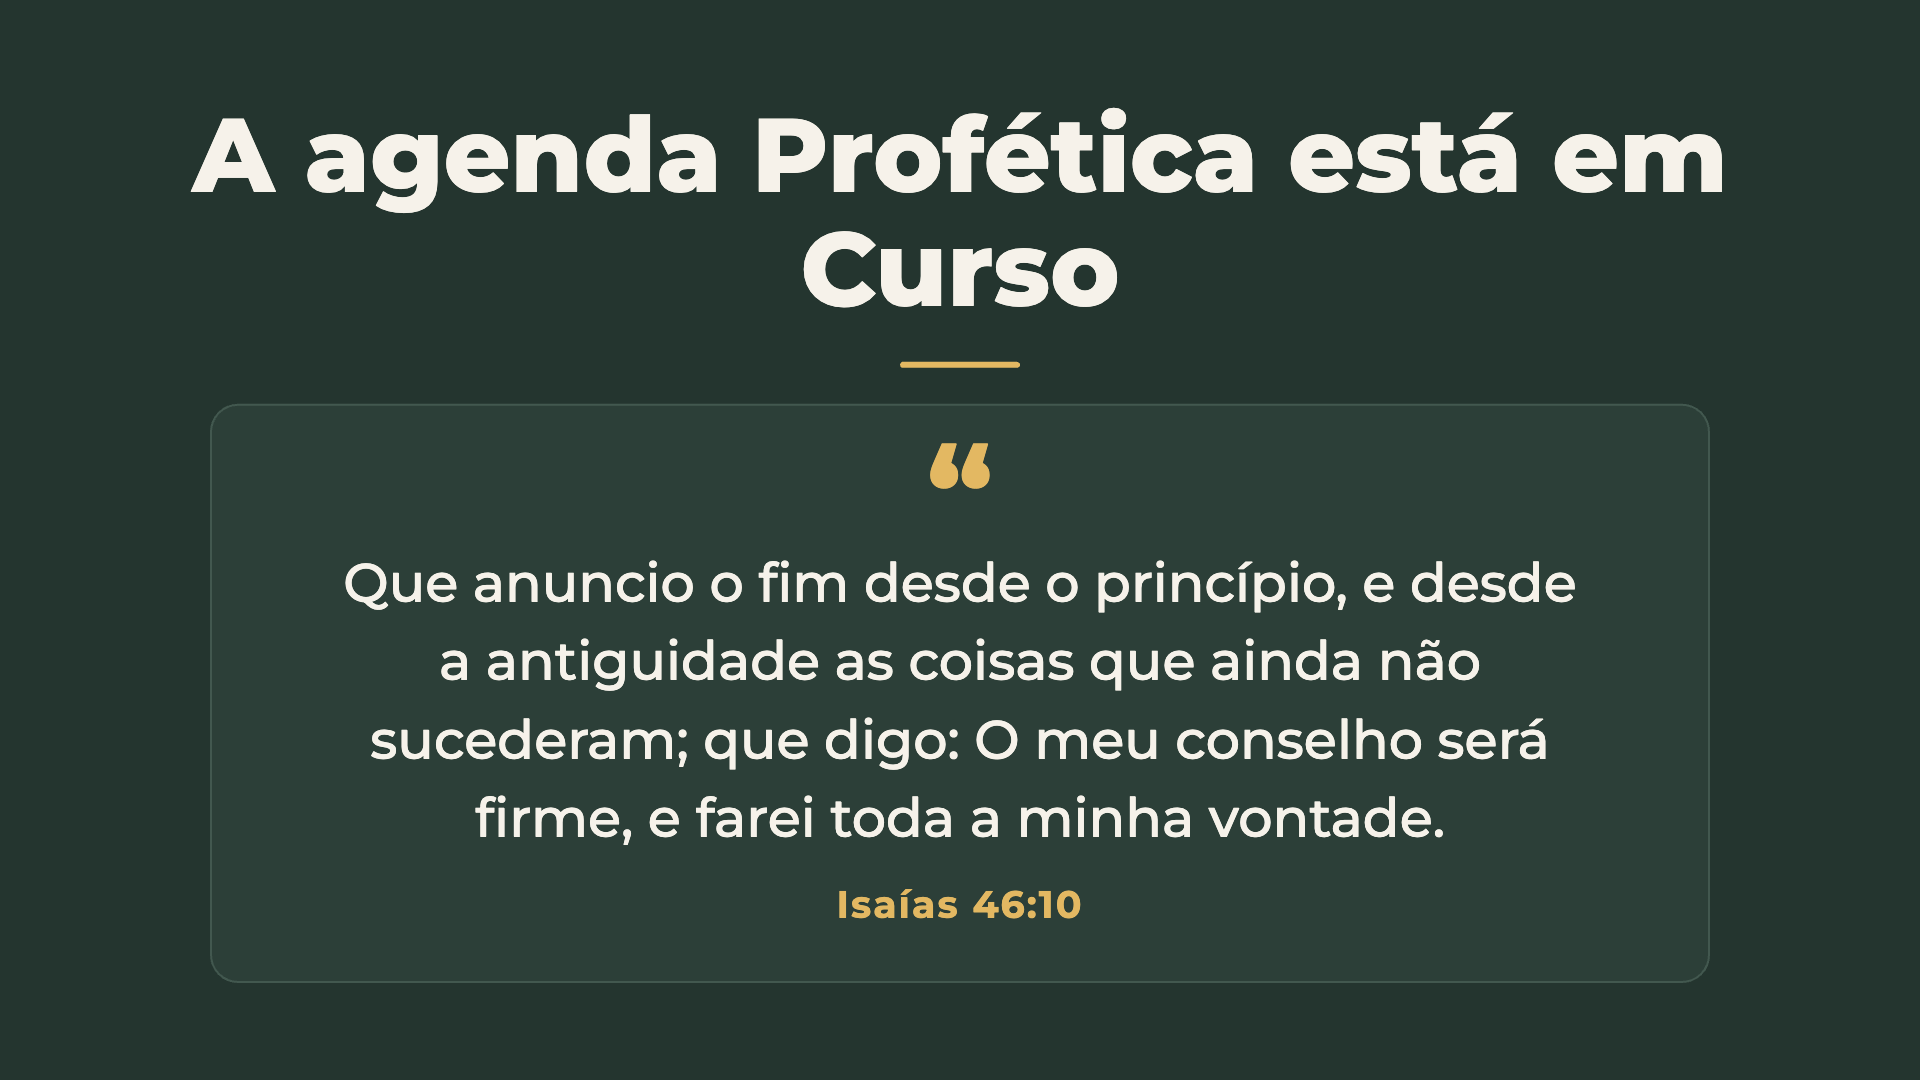 A agenda Profética está em
Curso
“
Que anuncio o fim desde o princípio, e desde
a antiguidade as coisas que ainda não
sucederam; que digo: O meu conselho será
firme, e farei toda a minha vontade.
Isaías 46:10